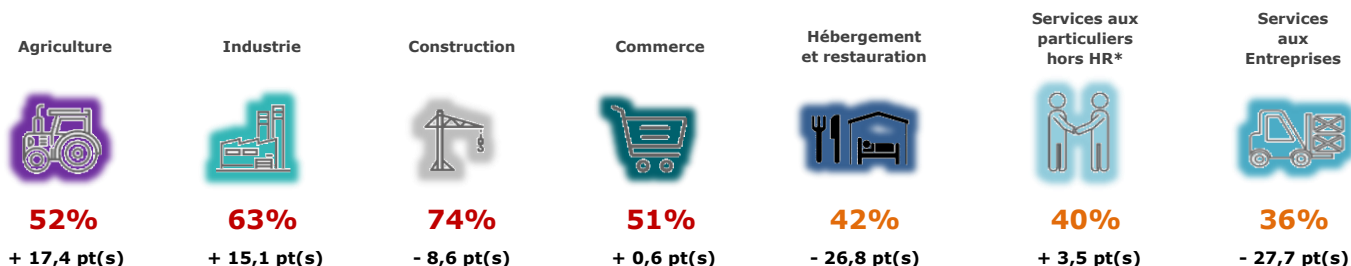 Agriculture
Industrie
Construction
Commerce
Hébergement
et restauration
Services aux
particuliers
hors HR*
Services
aux
Entreprises
52%
63%
74%
51%
42%
40%
36%
+ 17,4 pt(s)
+ 15,1 pt(s)
- 8,6 pt(s)
+ 0,6 pt(s)
- 26,8 pt(s)
+ 3,5 pt(s)
- 27,7 pt(s)